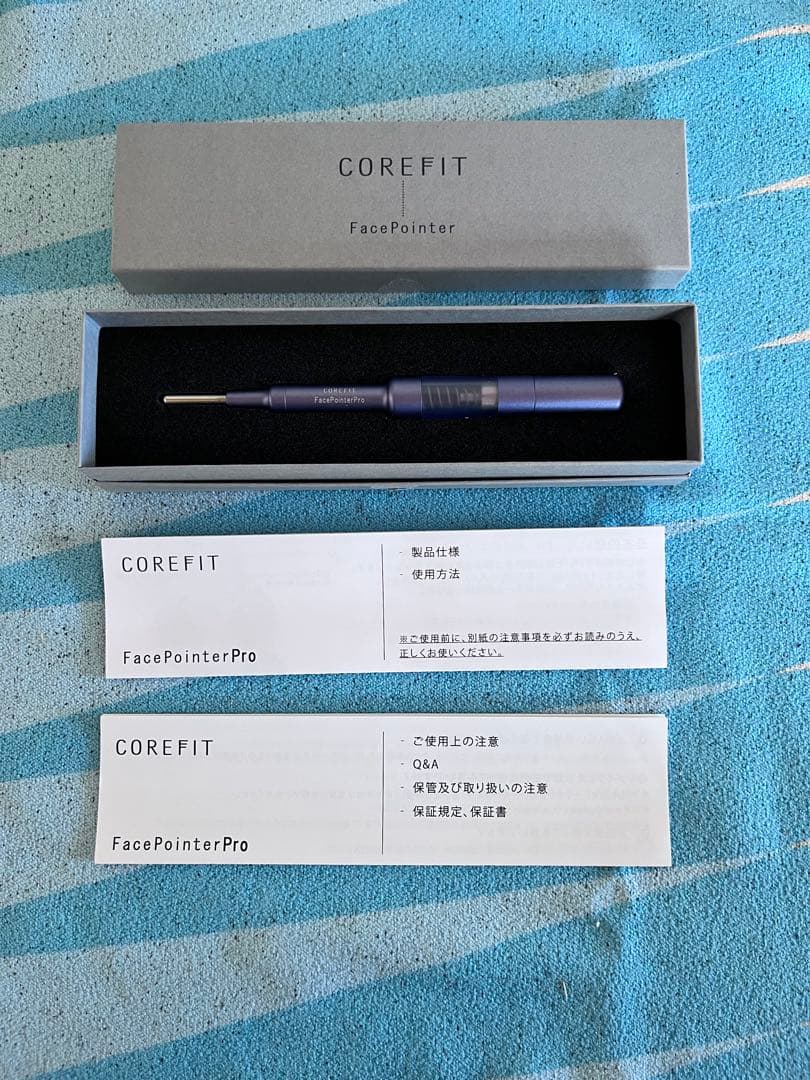 COREFIT
FacePointer
COREFIT
FacePointerPro
COREFIT
FacePointerPro
- 製品仕様
- 使用方法
※ご使用前に、別紙の注意事項を必ずお読みのうえ、
正しくお使いください。
COREFIT
FacePointerPro
- ご使用上の注意
- Q&A
- 保管及び取り扱いの注意
- 保証規定、保証書